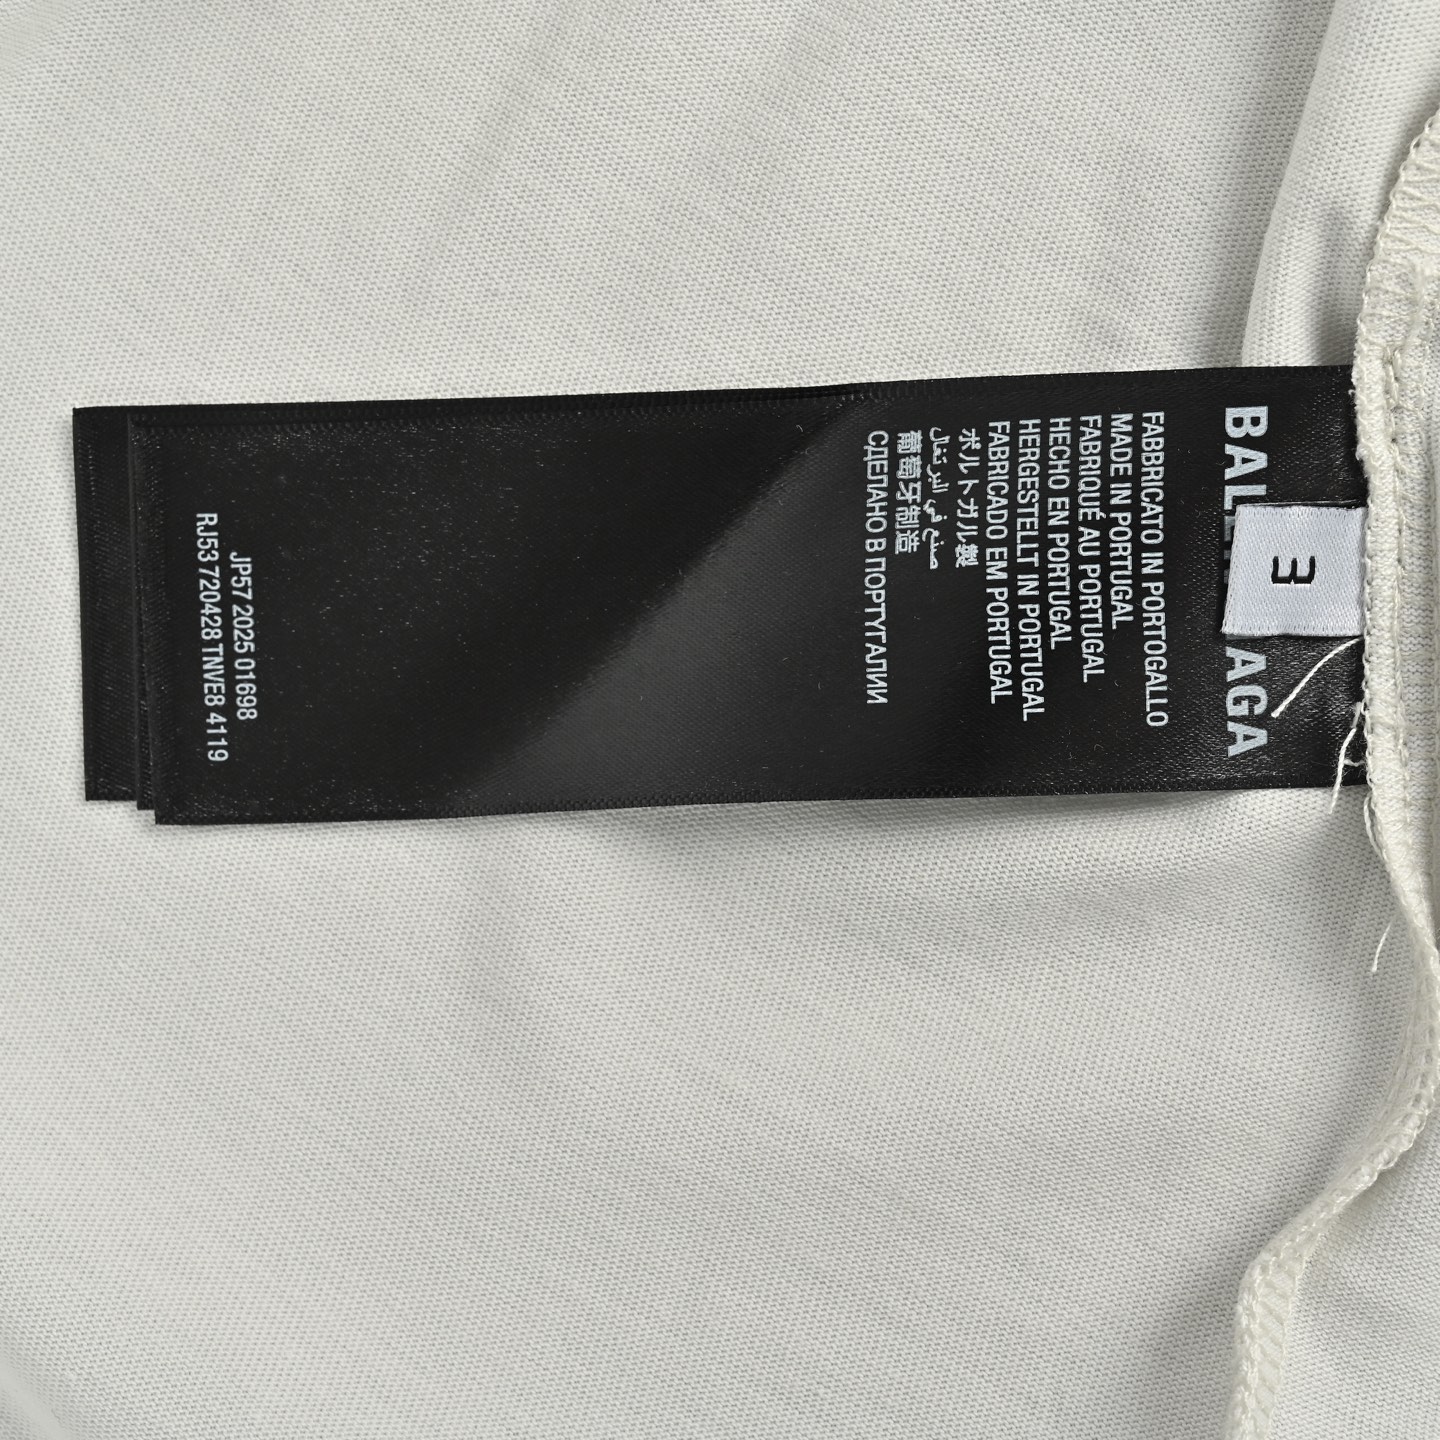 BALE
AGA
3
FABBRICATO IN PORTOGALLO
MADE IN PORTUGAL
FABRIQUÉ AU PORTUGAL
HECHO EN PORTUGAL
HERGESTELLT IN PORTUGAL
FABRICADO EM PORTUGAL
ポルトガル製
صنع في البرتغال
葡萄牙制造
СДЕЛАНО В ПОРТУГАЛИИ
JP57 2025 01698
RJ53 720428 TNVE8 4119